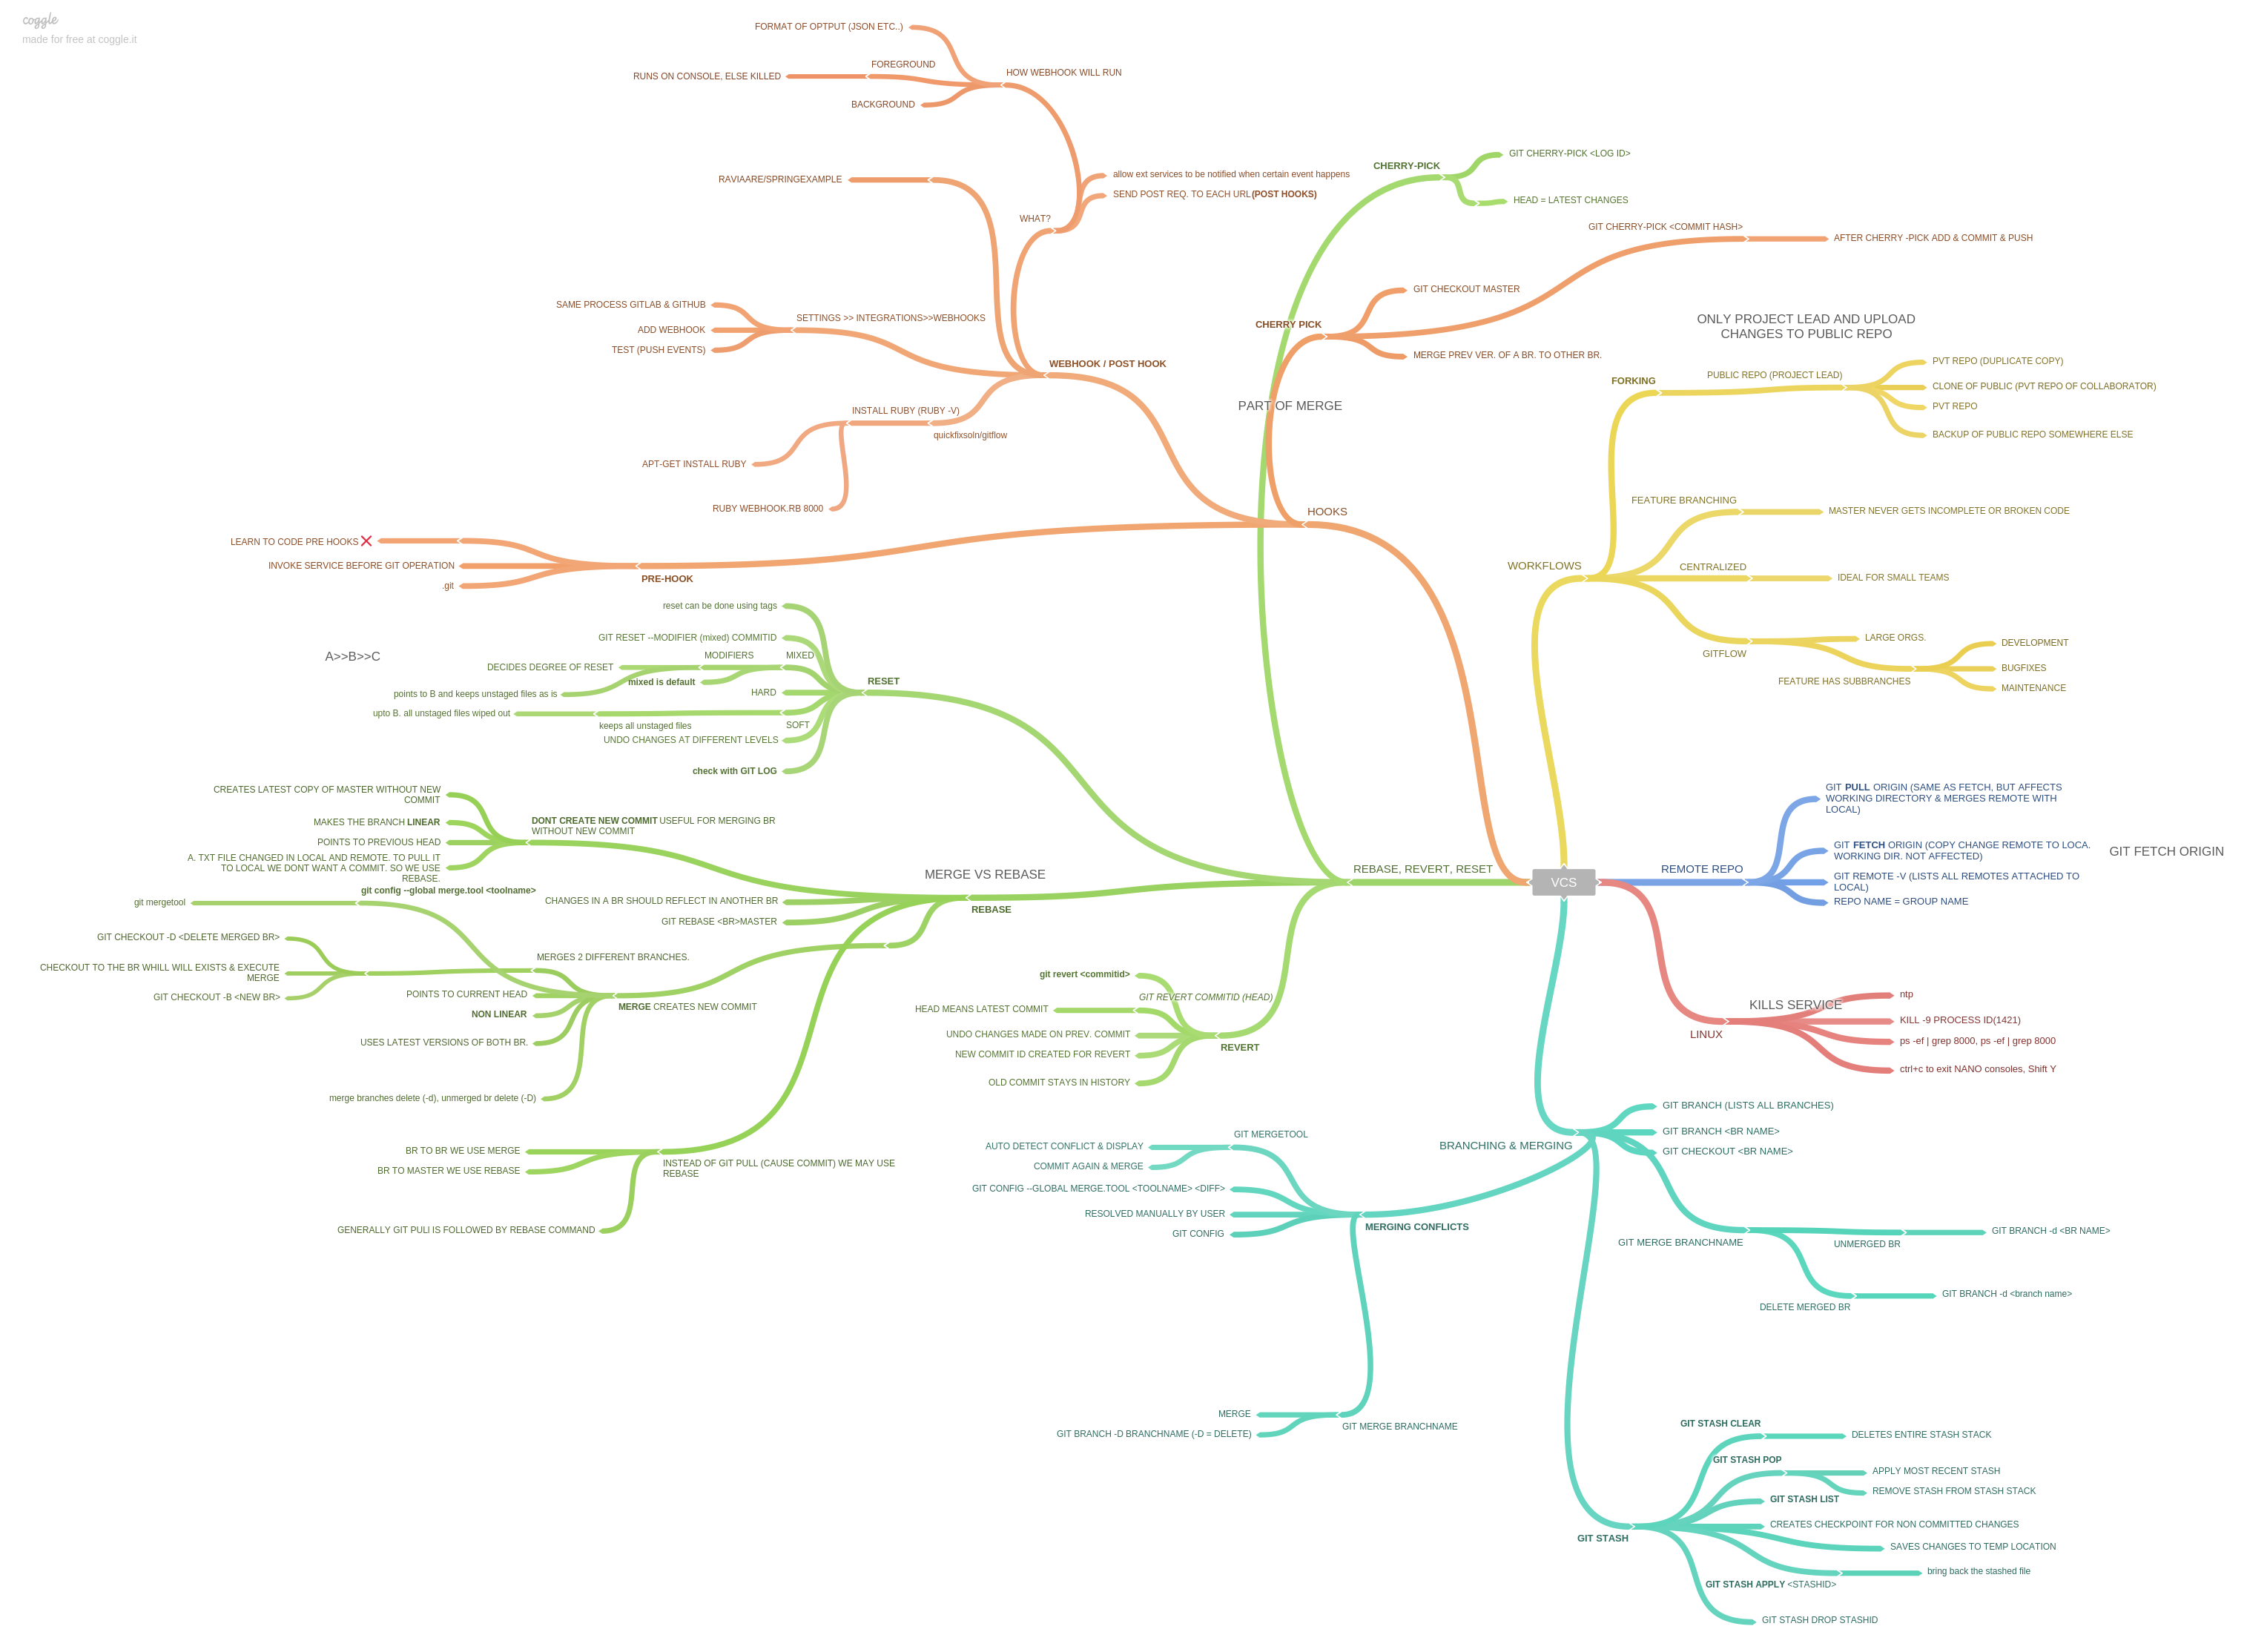 coggle
made for free at coggle.it
FORMAT OF OPTPUT (JSON ETC..)
FOREGROUND
HOW WEBHOOK WILL RUN
RUNS ON CONSOLE, ELSE KILLED
BACKGROUND
RAVIAARE/SPRINGEXAMPLE
allow ext services to be notified when certain event happens
SEND POST REQ. TO EACH URL(POST HOOKS)
WHAT?
SAME PROCESS GITLAB & GITHUB
SETTINGS >> INTEGRATIONS>>WEBHOOKS
ADD WEBHOOK
TEST (PUSH EVENTS)
WEBHOOK / POST HOOK
INSTALL RUBY (RUBY -V)
quickfixsoln/gitflow
APT-GET INSTALL RUBY
RUBY WEBHOOK.RB 8000
HOOKS
LEARN TO CODE PRE HOOKS ❌
INVOKE SERVICE BEFORE GIT OPERATION
.git
PRE-HOOK
CHERRY-PICK
GIT CHERRY-PICK <LOG ID>
HEAD = LATEST CHANGES
GIT CHERRY-PICK <COMMIT HASH>
AFTER CHERRY -PICK ADD & COMMIT & PUSH
GIT CHECKOUT MASTER
CHERRY PICK
MERGE PREV VER. OF A BR. TO OTHER BR.
PART OF MERGE
ONLY PROJECT LEAD AND UPLOAD
CHANGES TO PUBLIC REPO
FORKING
PUBLIC REPO (PROJECT LEAD)
PVT REPO (DUPLICATE COPY)
CLONE OF PUBLIC (PVT REPO OF COLLABORATOR)
PVT REPO
BACKUP OF PUBLIC REPO SOMEWHERE ELSE
FEATURE BRANCHING
MASTER NEVER GETS INCOMPLETE OR BROKEN CODE
WORKFLOWS
CENTRALIZED
IDEAL FOR SMALL TEAMS
GITFLOW
LARGE ORGS.
FEATURE HAS SUBBRANCHES
DEVELOPMENT
BUGFIXES
MAINTENANCE
reset can be done using tags
GIT RESET --MODIFIER (mixed) COMMITID
A>>B>>C
MODIFIERS
MIXED
DECIDES DEGREE OF RESET
mixed is default
points to B and keeps unstaged files as is
HARD
RESET
upto B. all unstaged files wiped out
keeps all unstaged files
SOFT
UNDO CHANGES AT DIFFERENT LEVELS
check with GIT LOG
CREATES LATEST COPY OF MASTER WITHOUT NEW
COMMIT
MAKES THE BRANCH LINEAR
POINTS TO PREVIOUS HEAD
A. TXT FILE CHANGED IN LOCAL AND REMOTE. TO PULL IT
TO LOCAL WE DONT WANT A COMMIT. SO WE USE
REBASE.
DONT CREATE NEW COMMIT USEFUL FOR MERGING BR
WITHOUT NEW COMMIT
MERGE VS REBASE
REBASE, REVERT, RESET
VCS
git config --global merge.tool <toolname>
git mergetool
CHANGES IN A BR SHOULD REFLECT IN ANOTHER BR
GIT REBASE <BR>MASTER
REBASE
GIT CHECKOUT -D <DELETE MERGED BR>
CHECKOUT TO THE BR WHILL WILL EXISTS & EXECUTE
MERGE
GIT CHECKOUT -B <NEW BR>
MERGES 2 DIFFERENT BRANCHES.
POINTS TO CURRENT HEAD
NON LINEAR
MERGE CREATES NEW COMMIT
USES LATEST VERSIONS OF BOTH BR.
merge branches delete (-d), unmerged br delete (-D)
BR TO BR WE USE MERGE
BR TO MASTER WE USE REBASE
INSTEAD OF GIT PULL (CAUSE COMMIT) WE MAY USE
REBASE
GENERALLY GIT PULl IS FOLLOWED BY REBASE COMMAND
git revert <commitid>
GIT REVERT COMMITID (HEAD)
HEAD MEANS LATEST COMMIT
UNDO CHANGES MADE ON PREV. COMMIT
REVERT
NEW COMMIT ID CREATED FOR REVERT
OLD COMMIT STAYS IN HISTORY
GIT PULL ORIGIN (SAME AS FETCH, BUT AFFECTS
WORKING DIRECTORY & MERGES REMOTE WITH
LOCAL)
GIT FETCH ORIGIN (COPY CHANGE REMOTE TO LOCA.
WORKING DIR. NOT AFFECTED)
GIT FETCH ORIGIN
REMOTE REPO
GIT REMOTE -V (LISTS ALL REMOTES ATTACHED TO
LOCAL)
REPO NAME = GROUP NAME
KILLS SERVICE
ntp
KILL -9 PROCESS ID(1421)
LINUX
ps -ef | grep 8000, ps -ef | grep 8000
ctrl+c to exit NANO consoles, Shift Y
GIT BRANCH (LISTS ALL BRANCHES)
GIT BRANCH <BR NAME>
BRANCHING & MERGING
GIT CHECKOUT <BR NAME>
GIT MERGETOOL
AUTO DETECT CONFLICT & DISPLAY
COMMIT AGAIN & MERGE
GIT CONFIG --GLOBAL MERGE.TOOL <TOOLNAME> <DIFF>
RESOLVED MANUALLY BY USER
MERGING CONFLICTS
GIT CONFIG
GIT MERGE BRANCHNAME
UNMERGED BR
GIT BRANCH -d <BR NAME>
GIT BRANCH -d <branch name>
DELETE MERGED BR
MERGE
GIT MERGE BRANCHNAME
GIT BRANCH -D BRANCHNAME (-D = DELETE)
GIT STASH CLEAR
DELETES ENTIRE STASH STACK
GIT STASH POP
APPLY MOST RECENT STASH
REMOVE STASH FROM STASH STACK
GIT STASH LIST
CREATES CHECKPOINT FOR NON COMMITTED CHANGES
GIT STASH
SAVES CHANGES TO TEMP LOCATION
bring back the stashed file
GIT STASH APPLY <STASHID>
GIT STASH DROP STASHID